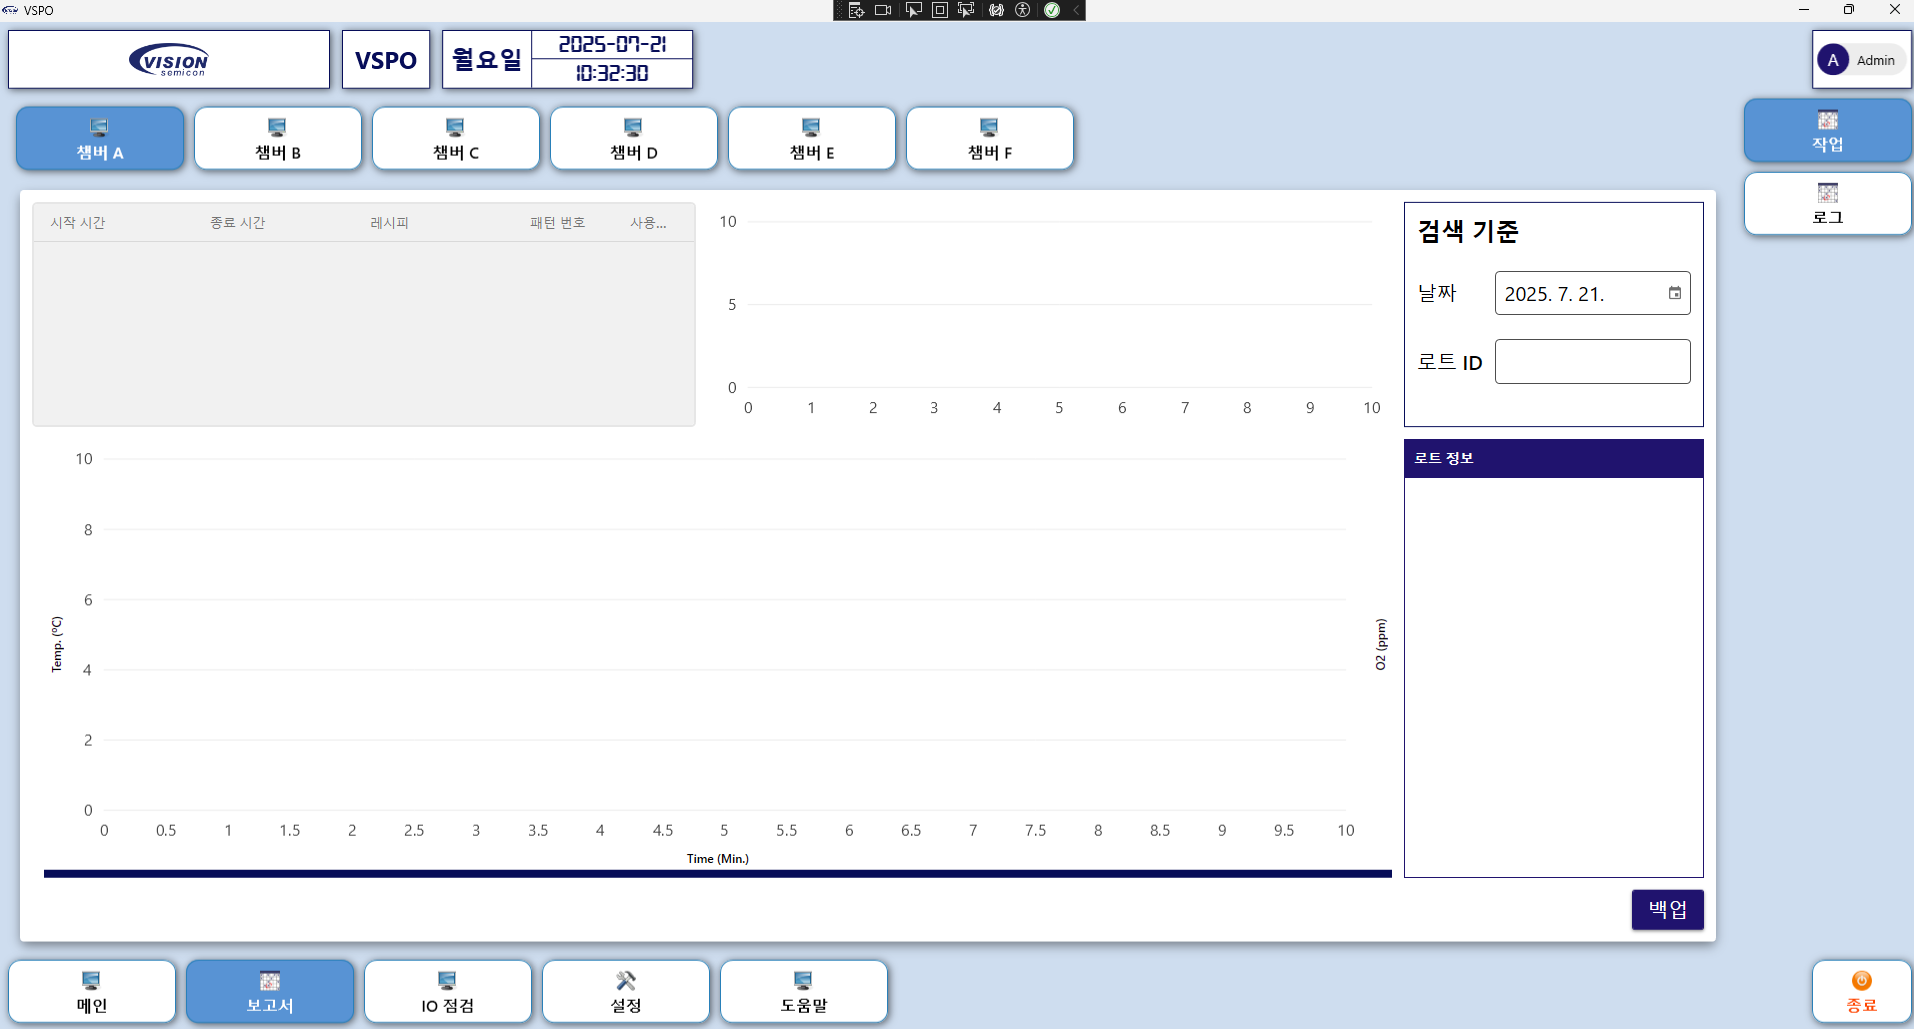 VSPO
VISION
semicon
VSPO
월요일
2025-07-21
10:32:30
A
Admin
챔버 A
챔버 B
챔버 C
챔버 D
챔버 E
챔버 F
작업
로그
시작 시간
종료 시간
레시피
패턴 번호
사용...
10
5
0
0 1 2 3 4 5 6 7 8 9 10
검색 기준
날짜
2025. 7. 21.
로트 ID
로트 정보
10
8
6
4
2
0
Temp. (ºC)
O2 (ppm)
0 0.5 1 1.5 2 2.5 3 3.5 4 4.5 5 5.5 6 6.5 7 7.5 8 8.5 9 9.5 10
Time (Min.)
백업
메인
보고서
IO 점검
설정
도움말
종료